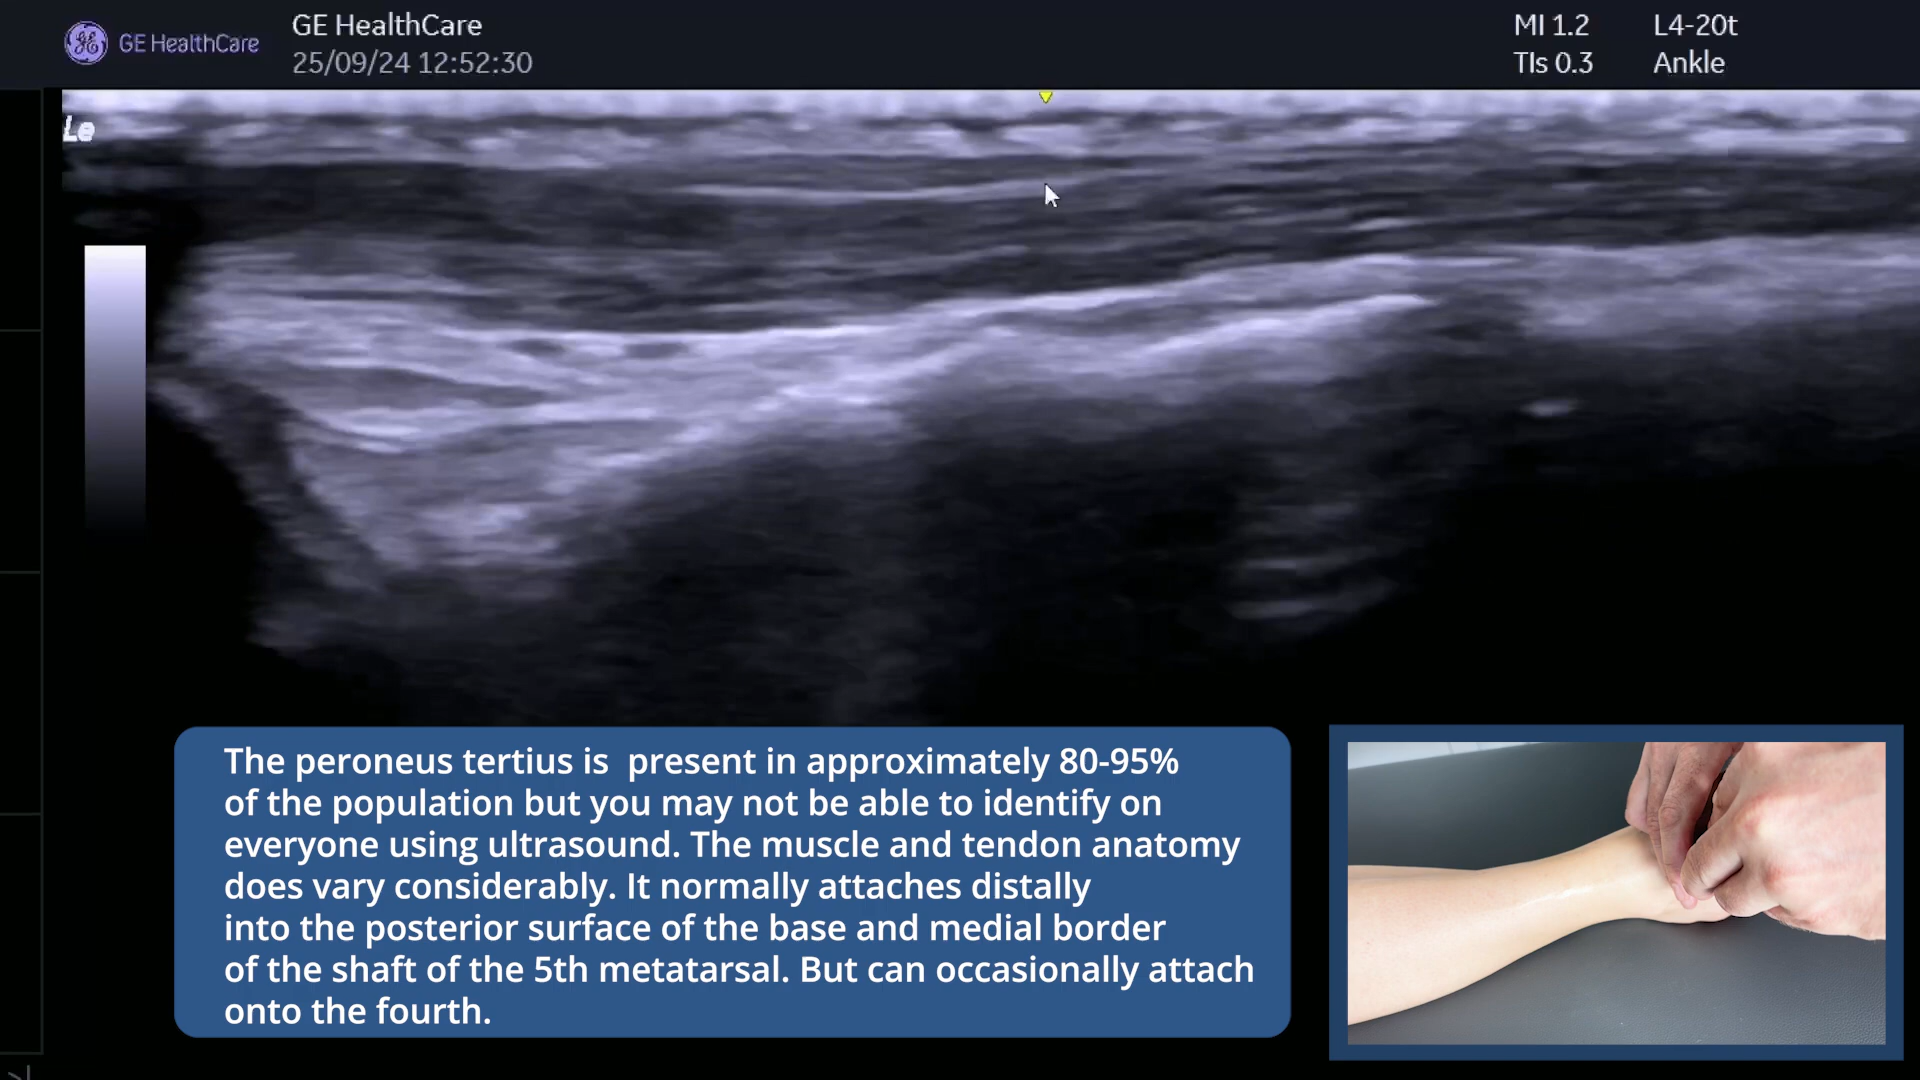 GE HealthCare
GE HealthCare
25/09/24 12:52:30
MI 1.2
TIs 0.3
L4-20t
Ankle
Le
The peroneus tertius is  present in approximately 80-95%
of the population but you may not be able to identify on
everyone using ultrasound. The muscle and tendon anatomy
does vary considerably. It normally attaches distally
into the posterior surface of the base and medial border
of the shaft of the 5th metatarsal. But can occasionally attach
onto the fourth.